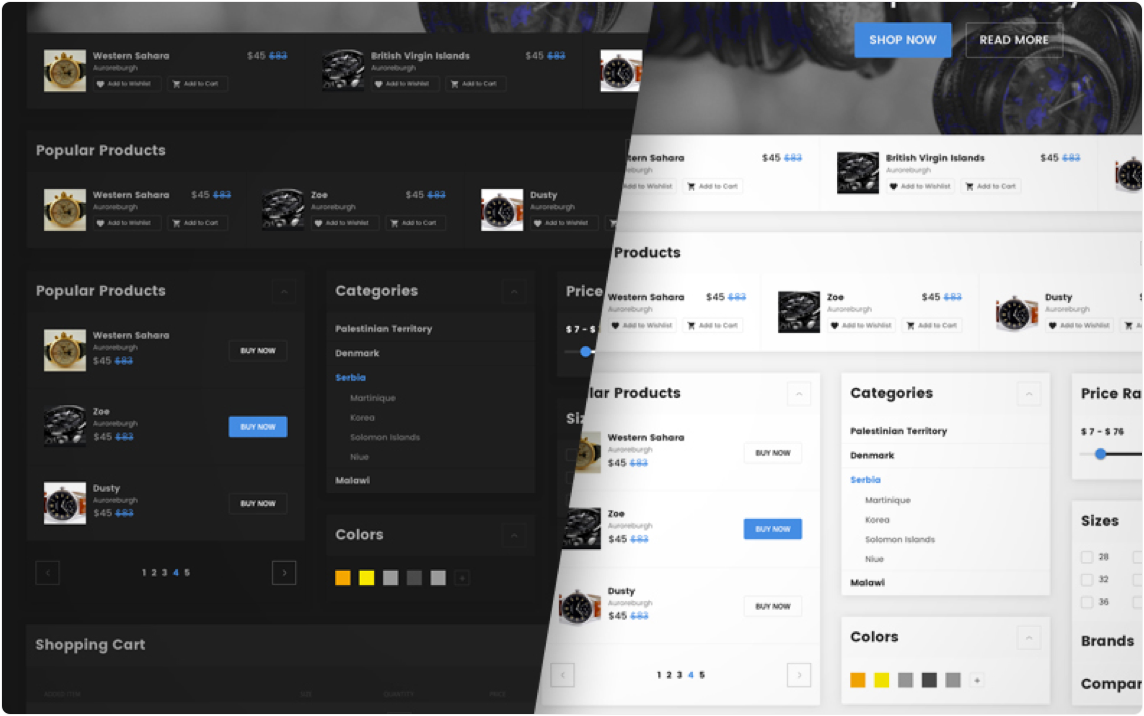 SHOP NOW READ MORE
Western Sahara $45 $83 British Virgin Islands $45 $83
Auroreburgh Auroreburgh
Add to Wishlist Add to Cart Add to Wishlist Add to Cart
Popular Products
Western Sahara $45 $83 Zoe $45 $83 Dusty
Auroreburgh Auroreburgh Auroreburgh
Add to Wishlist Add to Cart Add to Wishlist Add to Cart Add to Wishlist
Popular Products
Western Sahara
Auroreburgh
$45 $83
BUY NOW
Zoe
Auroreburgh
$45 $83
BUY NOW
Dusty
Auroreburgh
$45 $83
BUY NOW
1 2 3 4 5
Categories
Palestinian Territory
Denmark
Serbia
Martinique
Korea
Solomon Islands
Niue
Malawi
Colors
+
Price
$ 7 - $
Shopping Cart
QUANTITY PRICE
Sahara $45 $83 British Virgin Islands $45 $83
Auroreburgh
Add to Wishlist Add to Cart Add to Wishlist Add to Cart
Products
Western Sahara $45 $83 Zoe $45 $83 Dusty
Auroreburgh Auroreburgh Auroreburgh
Add to Wishlist Add to Cart Add to Wishlist Add to Cart Add to Wishlist
Products
Western Sahara
Auroreburgh
$45 $83
BUY NOW
Zoe
Auroreburgh
$45 $83
BUY NOW
Dusty
Auroreburgh
$45 $83
BUY NOW
1 2 3 4 5
Categories
Palestinian Territory
Denmark
Serbia
Martinique
Korea
Solomon Islands
Niue
Malawi
Colors
+
Price Ra
$ 7 - $ 76
Sizes
28
32
36
Brands
Compar